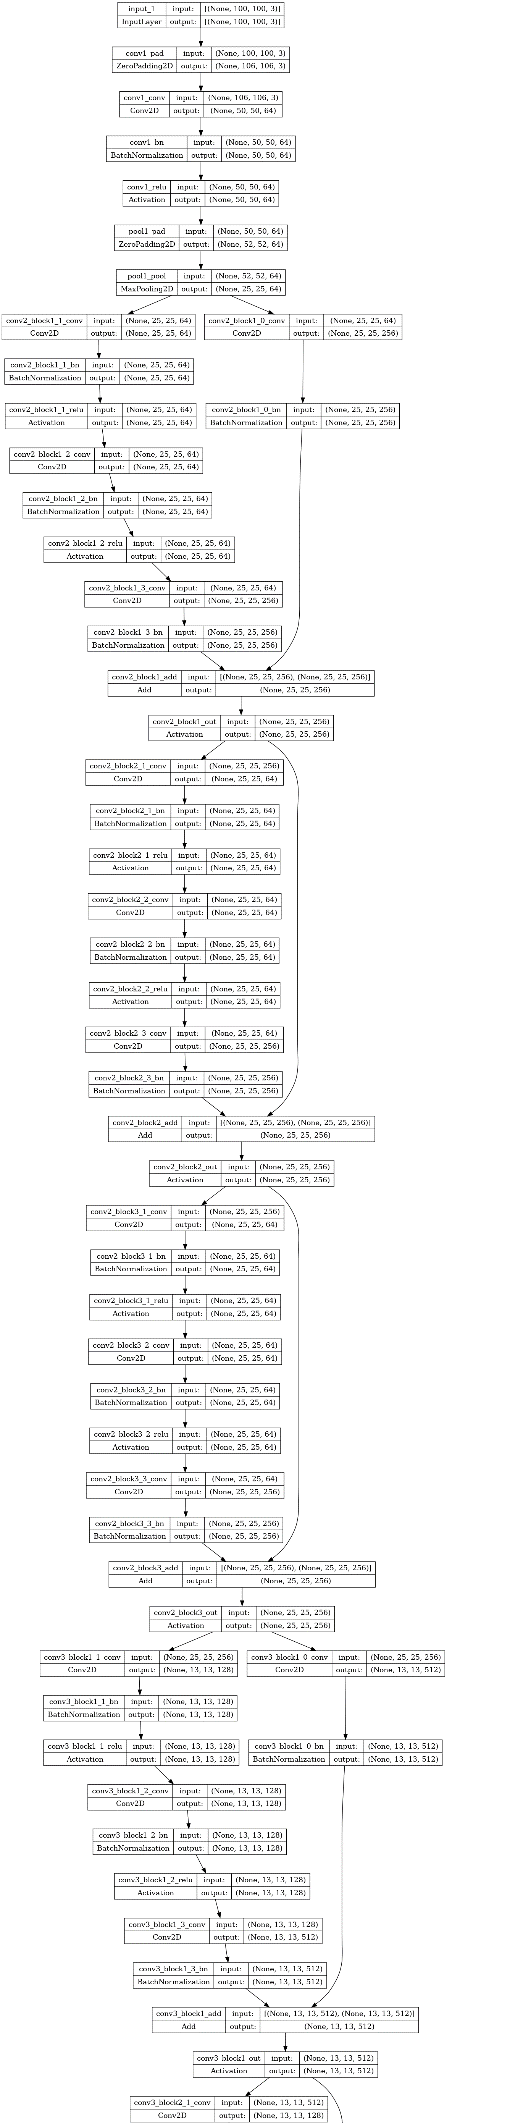 input_1 input: [(None, 100, 100, 3)]
InputLayer output: [(None, 100, 100, 3)]
conv1_pad input: (None, 100, 100, 3)
ZeroPadding2D output: (None, 106, 106, 3)
conv1_conv input: (None, 106, 106, 3)
Conv2D output: (None, 50, 50, 64)
conv1_bn input: (None, 50, 50, 64)
BatchNormalization output: (None, 50, 50, 64)
conv1_relu input: (None, 50, 50, 64)
Activation output: (None, 50, 50, 64)
pool1_pad input: (None, 50, 50, 64)
ZeroPadding2D output: (None, 52, 52, 64)
pool1_pool input: (None, 52, 52, 64)
MaxPooling2D output: (None, 25, 25, 64)
conv2_block1_1_conv input: (None, 25, 25, 64)
Conv2D output: (None, 25, 25, 64)
conv2_block1_0_conv input: (None, 25, 25, 64)
Conv2D output: (None, 25, 25, 256)
conv2_block1_1_bn input: (None, 25, 25, 64)
BatchNormalization output: (None, 25, 25, 64)
conv2_block1_1_relu input: (None, 25, 25, 64)
Activation output: (None, 25, 25, 64)
conv2_block1_0_bn input: (None, 25, 25, 256)
BatchNormalization output: (None, 25, 25, 256)
conv2_block1_2_conv input: (None, 25, 25, 64)
Conv2D output: (None, 25, 25, 64)
conv2_block1_2_bn input: (None, 25, 25, 64)
BatchNormalization output: (None, 25, 25, 64)
conv2_block1_2_relu input: (None, 25, 25, 64)
Activation output: (None, 25, 25, 64)
conv2_block1_3_conv input: (None, 25, 25, 64)
Conv2D output: (None, 25, 25, 256)
conv2_block1_3_bn input: (None, 25, 25, 256)
BatchNormalization output: (None, 25, 25, 256)
conv2_block1_add input: [(None, 25, 25, 256), (None, 25, 25, 256)]
Add output: (None, 25, 25, 256)
conv2_block1_out input: (None, 25, 25, 256)
Activation output: (None, 25, 25, 256)
conv2_block2_1_conv input: (None, 25, 25, 256)
Conv2D output: (None, 25, 25, 64)
conv2_block2_1_bn input: (None, 25, 25, 64)
BatchNormalization output: (None, 25, 25, 64)
conv2_block2_1_relu input: (None, 25, 25, 64)
Activation output: (None, 25, 25, 64)
conv2_block2_2_conv input: (None, 25, 25, 64)
Conv2D output: (None, 25, 25, 64)
conv2_block2_2_bn input: (None, 25, 25, 64)
BatchNormalization output: (None, 25, 25, 64)
conv2_block2_2_relu input: (None, 25, 25, 64)
Activation output: (None, 25, 25, 64)
conv2_block2_3_conv input: (None, 25, 25, 64)
Conv2D output: (None, 25, 25, 256)
conv2_block2_3_bn input: (None, 25, 25, 256)
BatchNormalization output: (None, 25, 25, 256)
conv2_block2_add input: [(None, 25, 25, 256), (None, 25, 25, 256)]
Add output: (None, 25, 25, 256)
conv2_block2_out input: (None, 25, 25, 256)
Activation output: (None, 25, 25, 256)
conv2_block3_1_conv input: (None, 25, 25, 256)
Conv2D output: (None, 25, 25, 64)
conv2_block3_1_bn input: (None, 25, 25, 64)
BatchNormalization output: (None, 25, 25, 64)
conv2_block3_1_relu input: (None, 25, 25, 64)
Activation output: (None, 25, 25, 64)
conv2_block3_2_conv input: (None, 25, 25, 64)
Conv2D output: (None, 25, 25, 64)
conv2_block3_2_bn input: (None, 25, 25, 64)
BatchNormalization output: (None, 25, 25, 64)
conv2_block3_2_relu input: (None, 25, 25, 64)
Activation output: (None, 25, 25, 64)
conv2_block3_3_conv input: (None, 25, 25, 64)
Conv2D output: (None, 25, 25, 256)
conv2_block3_3_bn input: (None, 25, 25, 256)
BatchNormalization output: (None, 25, 25, 256)
conv2_block3_add input: [(None, 25, 25, 256), (None, 25, 25, 256)]
Add output: (None, 25, 25, 256)
conv2_block3_out input: (None, 25, 25, 256)
Activation output: (None, 25, 25, 256)
conv3_block1_1_conv input: (None, 25, 25, 256)
Conv2D output: (None, 13, 13, 128)
conv3_block1_0_conv input: (None, 25, 25, 256)
Conv2D output: (None, 13, 13, 512)
conv3_block1_1_bn input: (None, 13, 13, 128)
BatchNormalization output: (None, 13, 13, 128)
conv3_block1_1_relu input: (None, 13, 13, 128)
Activation output: (None, 13, 13, 128)
conv3_block1_0_bn input: (None, 13, 13, 512)
BatchNormalization output: (None, 13, 13, 512)
conv3_block1_2_conv input: (None, 13, 13, 128)
Conv2D output: (None, 13, 13, 128)
conv3_block1_2_bn input: (None, 13, 13, 128)
BatchNormalization output: (None, 13, 13, 128)
conv3_block1_2_relu input: (None, 13, 13, 128)
Activation output: (None, 13, 13, 128)
conv3_block1_3_conv input: (None, 13, 13, 128)
Conv2D output: (None, 13, 13, 512)
conv3_block1_3_bn input: (None, 13, 13, 512)
BatchNormalization output: (None, 13, 13, 512)
conv3_block1_add input: [(None, 13, 13, 512), (None, 13, 13, 512)]
Add output: (None, 13, 13, 512)
conv3_block1_out input: (None, 13, 13, 512)
Activation output: (None, 13, 13, 512)
conv3_block2_1_conv input: (None, 13, 13, 512)
Conv2D output: (None, 13, 13, 128)